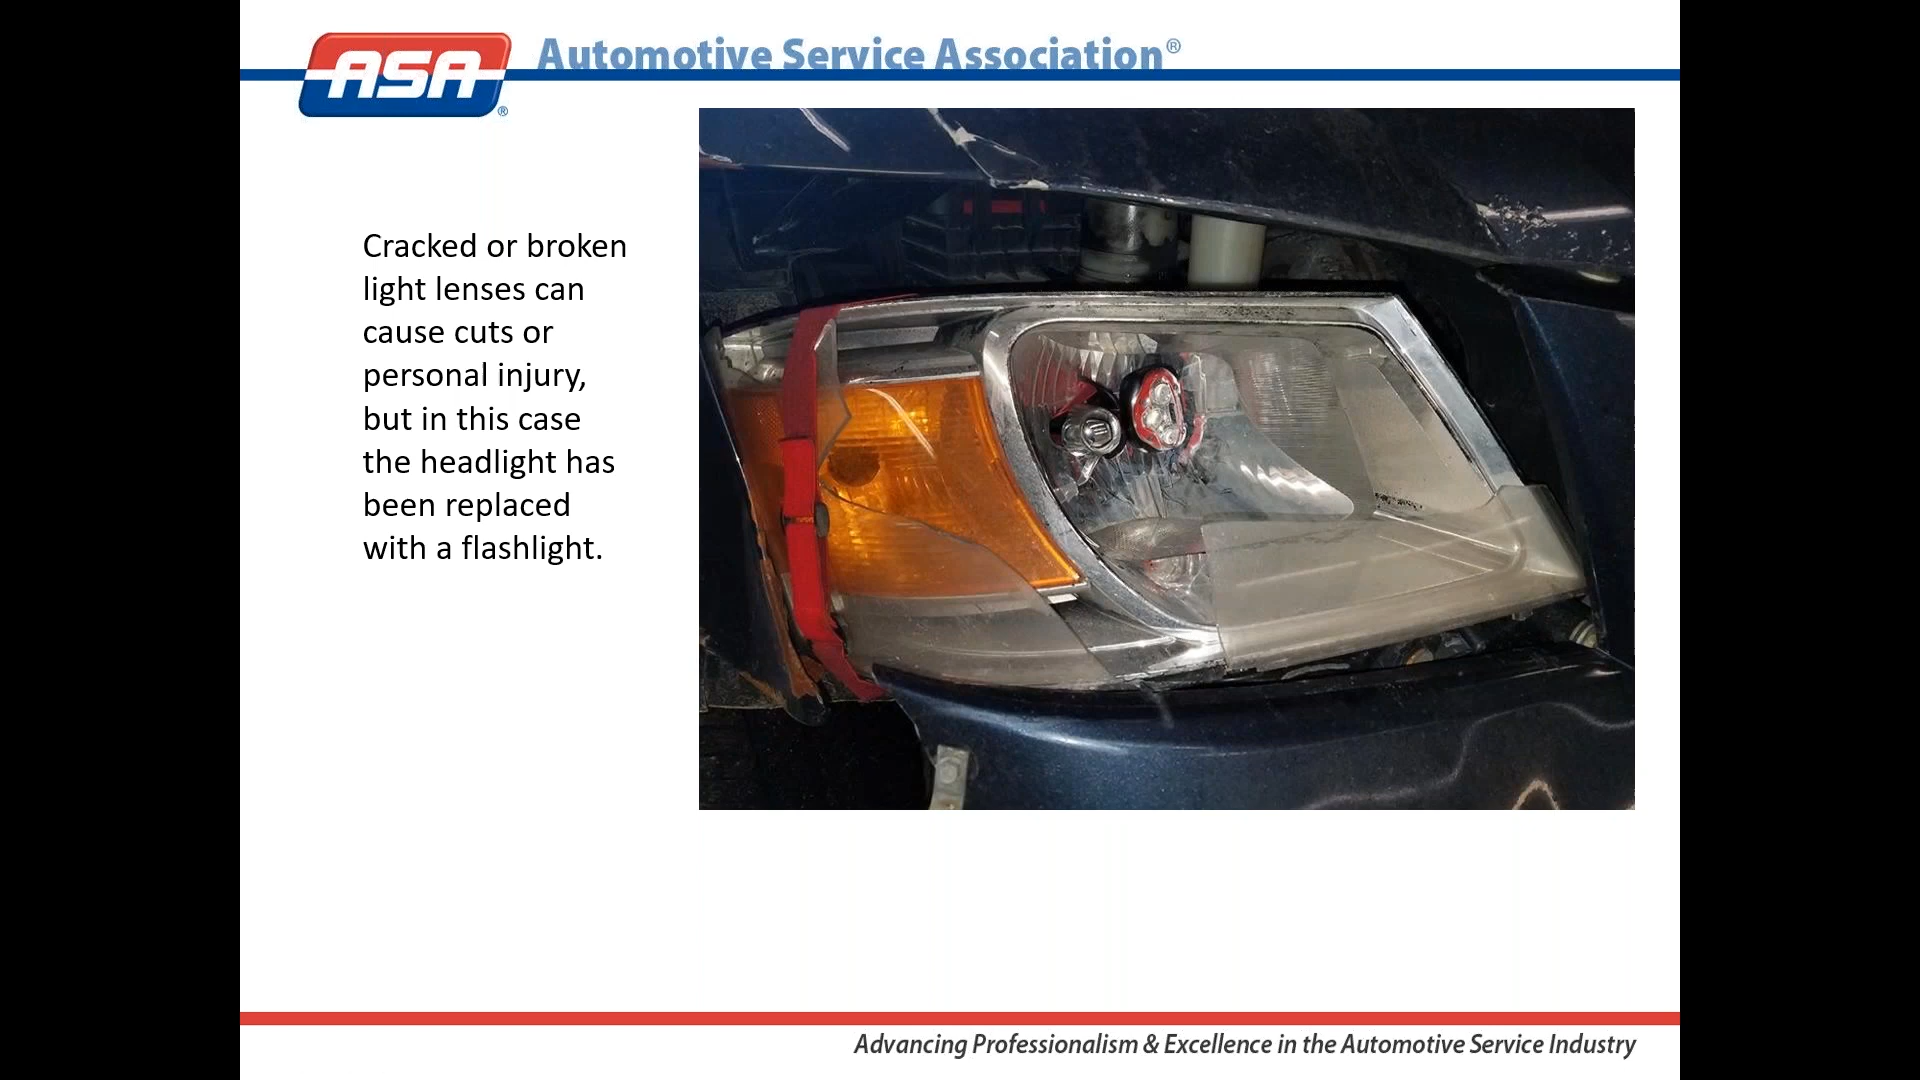 ASA
®
Automotive Service Association®
Cracked or broken
light lenses can
cause cuts or
personal injury,
but in this case
the headlight has
been replaced
with a flashlight.
Advancing Professionalism & Excellence in the Automotive Service Industry